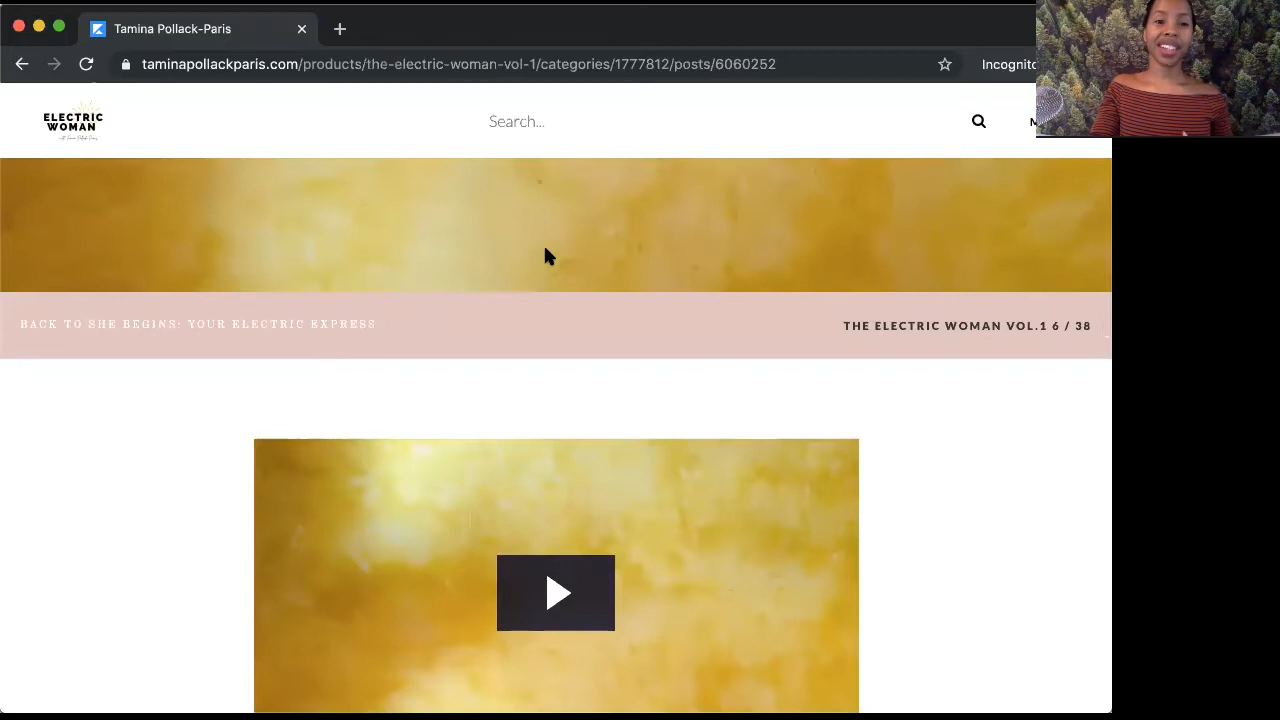 Tamina Pollack-Paris
taminapollackparis.com/products/the-electric-woman-vol-1/categories/1777812/posts/6060252
Incognito
ELECTRIC
WOMAN
Search...
M
BACK TO SHE BEGINS: YOUR ELECTRIC EXPRESS
THE ELECTRIC WOMAN VOL.1 6 / 38